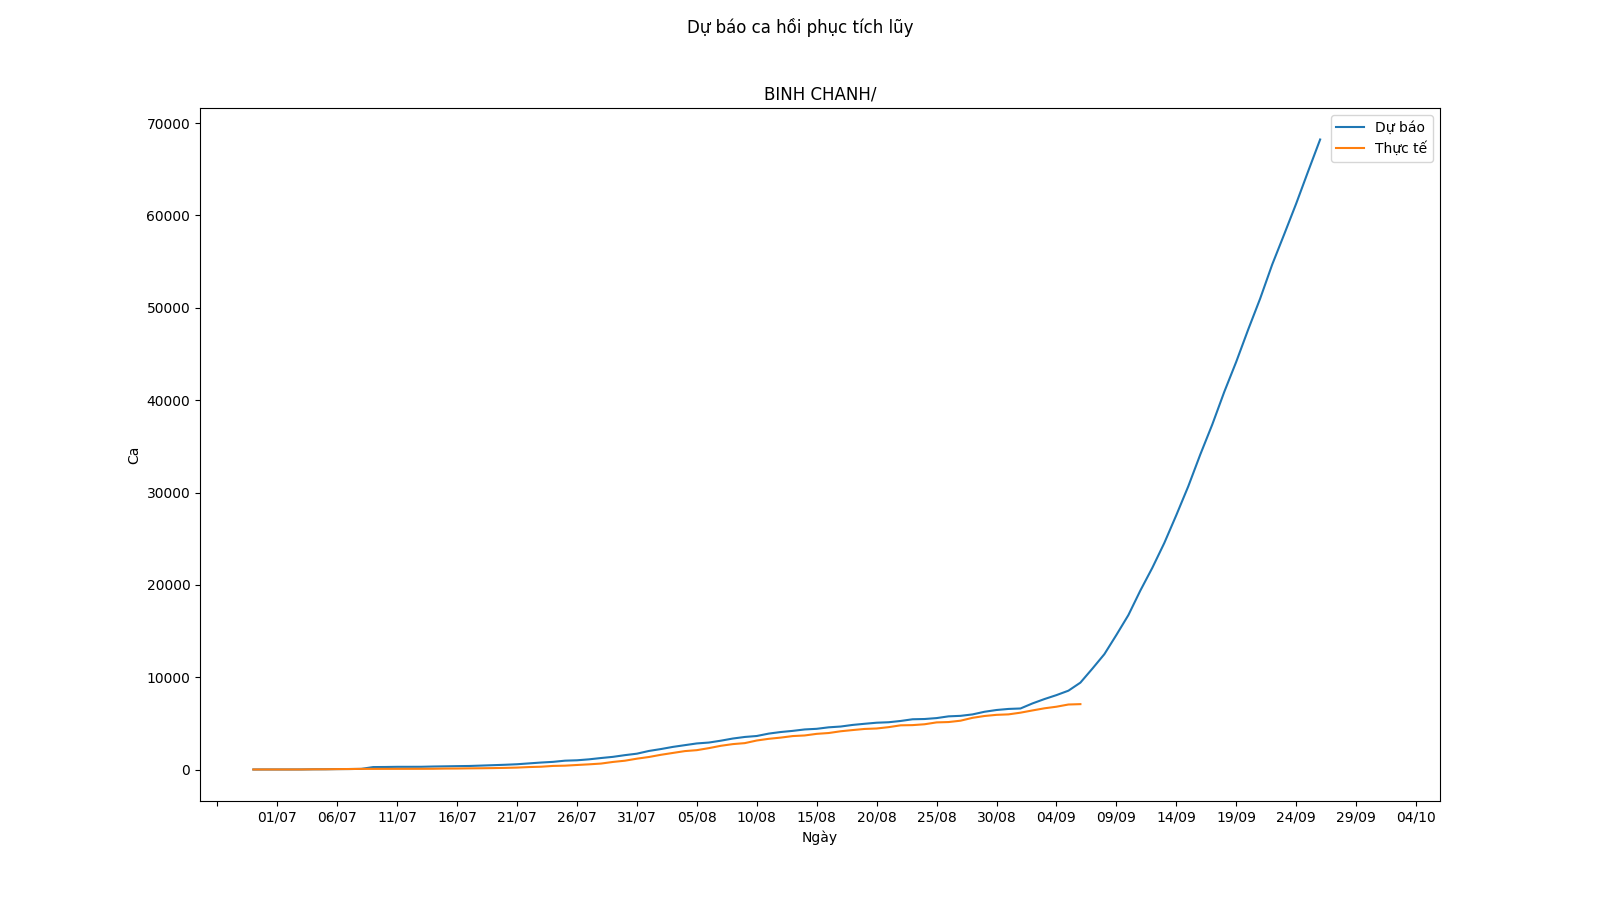 Dự báo ca hồi phục tích lũy
BINH CHANH/
Dự báo
Thực tế
70000
60000
50000
40000
30000
20000
10000
0
Ca
01/07 06/07 11/07 16/07 21/07 26/07 31/07 05/08 10/08 15/08 20/08 25/08 30/08 04/09 09/09 14/09 19/09 24/09 29/09 04/10
Ngày